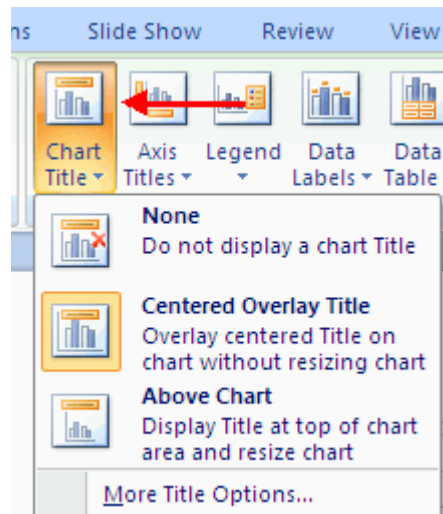 ns Slide Show Review View
Chart Title Axis Titles Legend Data Labels Data Table
None
Do not display a chart Title
Centered Overlay Title
Overlay centered Title on
chart without resizing chart
Above Chart
Display Title at top of chart
area and resize chart
More Title Options...